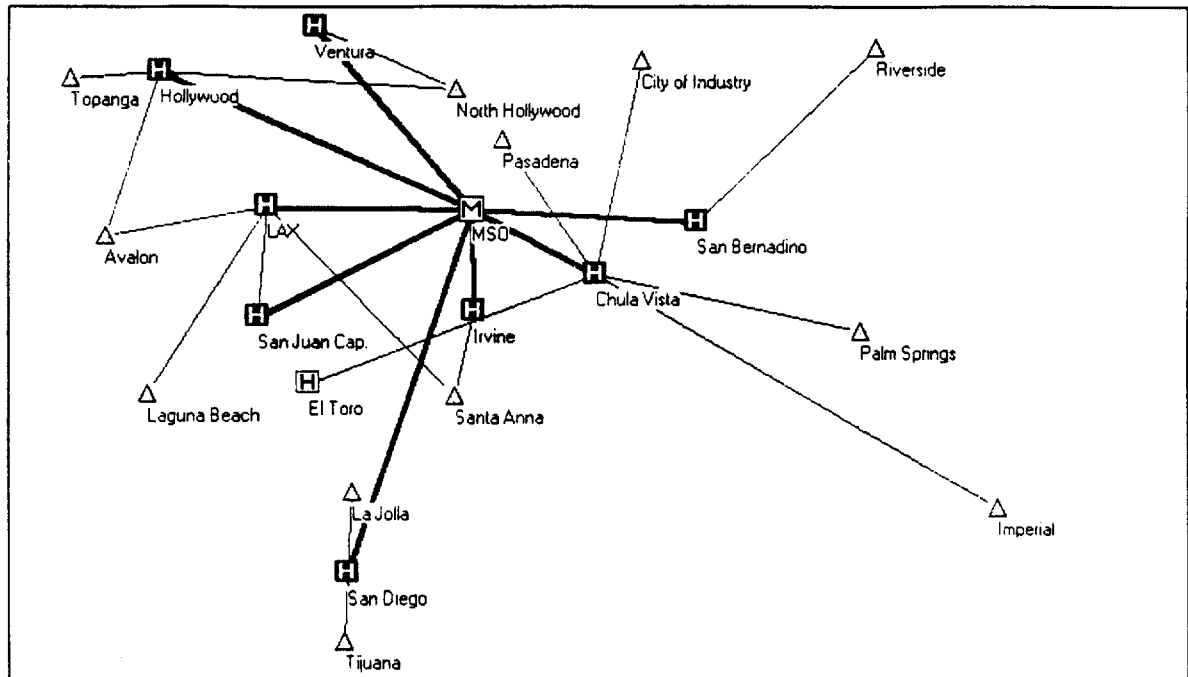 H
Ventura
H
Hollywood
Topanga
North Hollywood
City of Industry
Riverside
Pasadena
H
LAX
M
MSO
H
San Bernadino
Avalon
H
Chula Vista
H
San Juan Cap.
H
Irvine
Palm Springs
H
El Toro
Laguna Beach
Santa Anna
La Jolla
Imperial
H
San Diego
Tijuana